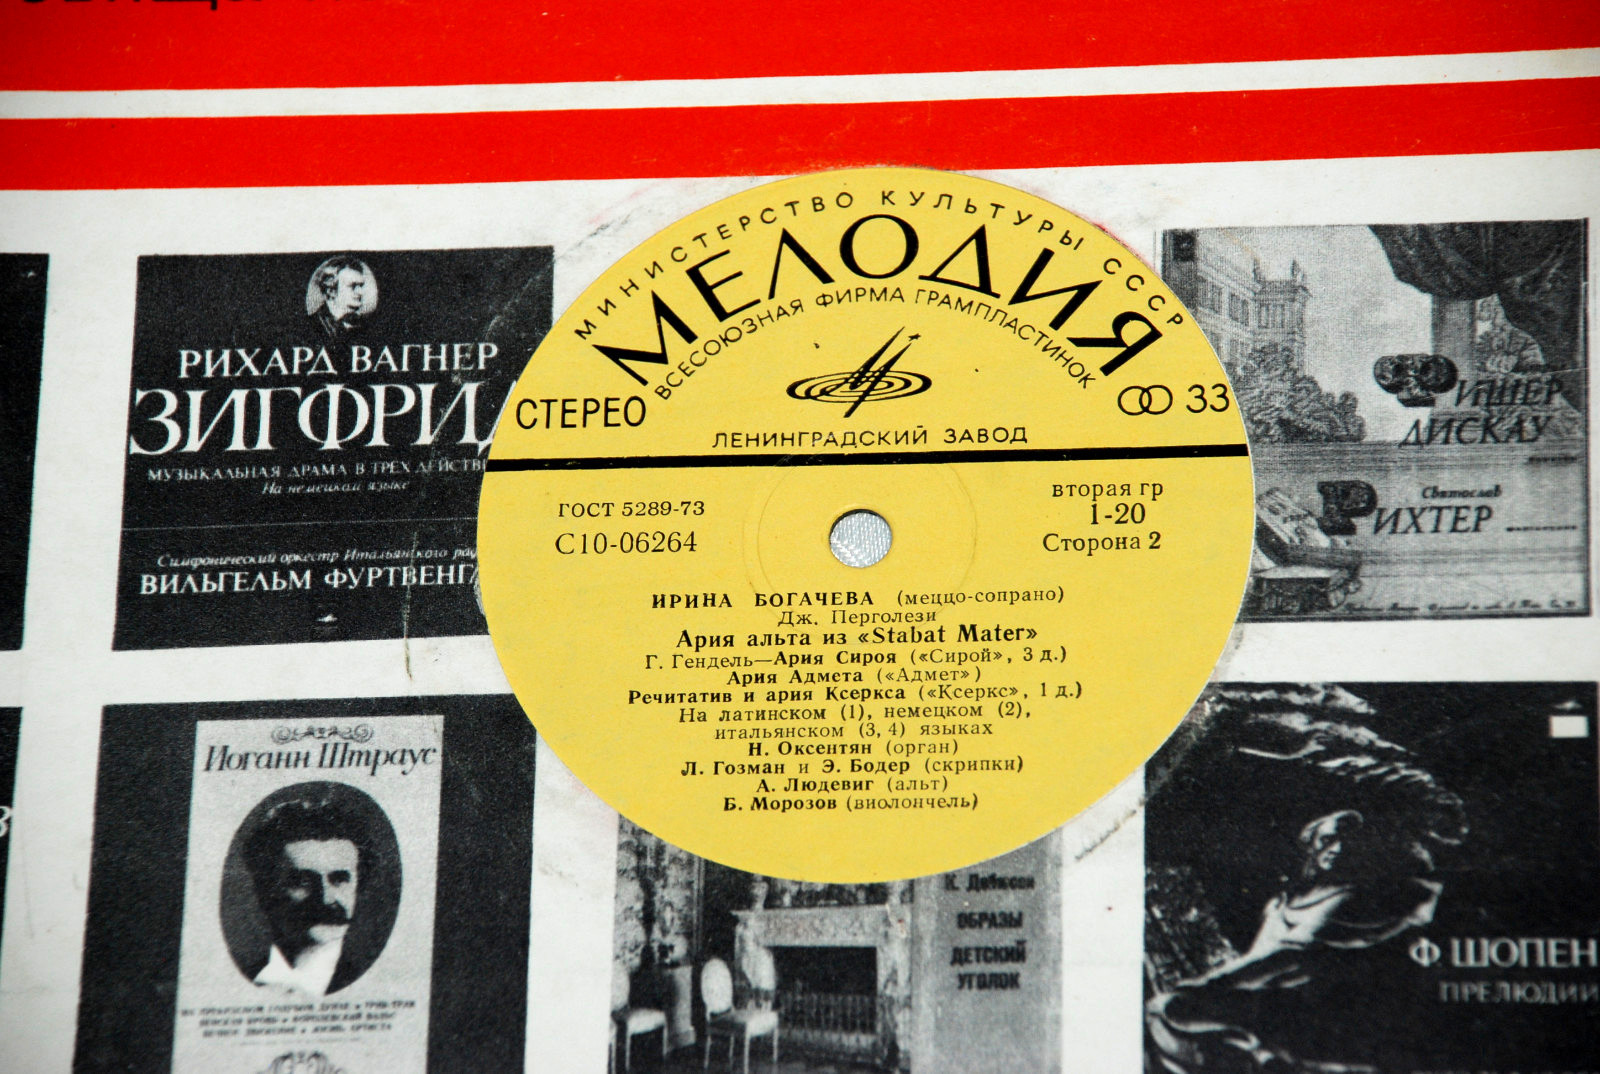 МИНИСТЕРСТВО КУЛЬТУРЫ СССР
МЕЛОДИЯ
ВСЕСОЮЗНАЯ ФИРМА ГРАМПЛАСТИНОК
СТЕРЕО
33
ЛЕНИНГРАДСКИЙ ЗАВОД
ГОСТ 5289-73
С10-06264
вторая гр
1-20
Сторона 2
ИРИНА БОГАЧЕВА (меццо-сопрано)
Дж. Перголези
Ария альта из «Stabat Mater»
Г. Гендель—Ария Сироя («Сирой», 3 д.)
Ария Адмета («Адмет»)
Речитатив и ария Ксеркса («Ксеркс», 1 д.)
На латинском (1), немецком (2),
итальянском (3, 4) языках
Н. Оксентян (орган)
Л. Гозман и Э. Бодер (скрипки)
А. Людевиг (альт)
Б. Морозов (виолончель)
РИХАРД ВАГНЕР
ЗИГФРИД
МУЗЫКАЛЬНАЯ ДРАМА В ТРЕХ ДЕЙСТВ
На немецком языке
Симфонический оркестр Итальянского рад
ВИЛЬГЕЛЬМ ФУРТВЕНГ
ФИШЕР
ДИСКАУ
Святослав
РИХТЕР
Иоганн Штраус
К. Дебюсси
ОБРАЗЫ
ДЕТСКИЙ
УГОЛОК
Ф. ШОПЕН
ПРЕЛЮДИИ